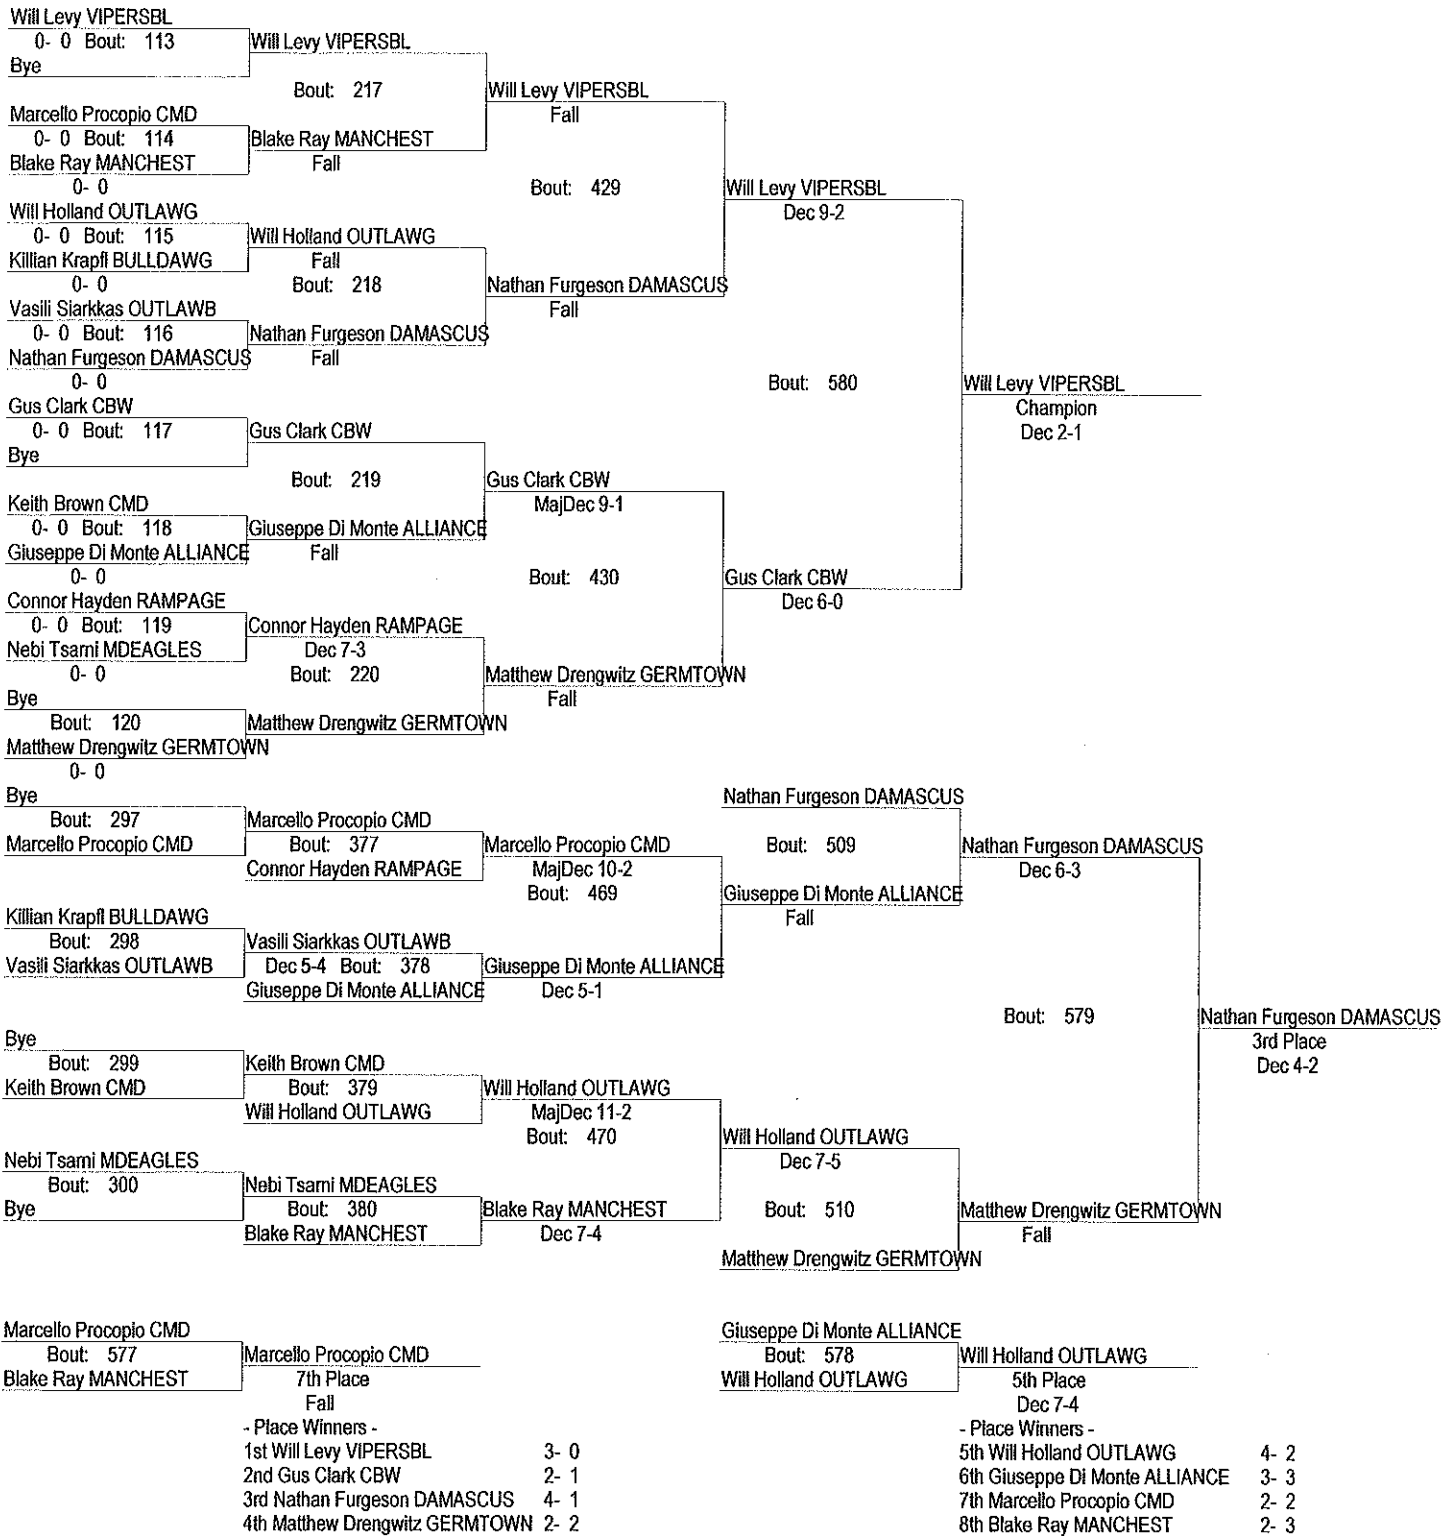 Will Levy VIPERSBL
0- 0 Bout: 113
Bye
Will Levy VIPERSBL
Bout: 217
Marcello Procopio CMD
0- 0 Bout: 114
Blake Ray MANCHEST
0- 0
Blake Ray MANCHEST
Fall
Will Levy VIPERSBL
Fall
Bout: 429
Will Holland OUTLAWG
0- 0 Bout: 115
Killian Krapfl BULLDAWG
0- 0
Will Holland OUTLAWG
Fall
Bout: 218
Vasili Siarkkas OUTLAWB
0- 0 Bout: 116
Nathan Furgeson DAMASCUS
0- 0
Nathan Furgeson DAMASCUS
Fall
Nathan Furgeson DAMASCUS
Fall
Will Levy VIPERSBL
Dec 9-2
Bout: 580
Gus Clark CBW
0- 0 Bout: 117
Bye
Gus Clark CBW
Bout: 219
Keith Brown CMD
0- 0 Bout: 118
Giuseppe Di Monte ALLIANCE
0- 0
Giuseppe Di Monte ALLIANCE
Fall
Gus Clark CBW
MajDec 9-1
Bout: 430
Connor Hayden RAMPAGE
0- 0 Bout: 119
Nebi Tsarni MDEAGLES
0- 0
Connor Hayden RAMPAGE
Dec 7-3
Bout: 220
Bye
Bout: 120
Matthew Drengwitz GERMTOWN
0- 0
Matthew Drengwitz GERMTOWN
Matthew Drengwitz GERMTOWN
Fall
Gus Clark CBW
Dec 6-0
Will Levy VIPERSBL
Champion
Dec 2-1
Bye
Bout: 297
Marcello Procopio CMD
Marcello Procopio CMD
Bout: 377
Connor Hayden RAMPAGE
Marcello Procopio CMD
MajDec 10-2
Bout: 469
Killian Krapfl BULLDAWG
Bout: 298
Vasili Siarkkas OUTLAWB
Vasili Siarkkas OUTLAWB
Dec 5-4 Bout: 378
Giuseppe Di Monte ALLIANCE
Giuseppe Di Monte ALLIANCE
Dec 5-1
Nathan Furgeson DAMASCUS
Bout: 509
Giuseppe Di Monte ALLIANCE
Fall
Nathan Furgeson DAMASCUS
Dec 6-3
Bout: 579
Bye
Bout: 299
Keith Brown CMD
Keith Brown CMD
Bout: 379
Will Holland OUTLAWG
Will Holland OUTLAWG
MajDec 11-2
Bout: 470
Nebi Tsarni MDEAGLES
Bout: 300
Bye
Nebi Tsarni MDEAGLES
Bout: 380
Blake Ray MANCHEST
Blake Ray MANCHEST
Dec 7-4
Will Holland OUTLAWG
Dec 7-5
Bout: 510
Matthew Drengwitz GERMTOWN
Matthew Drengwitz GERMTOWN
Fall
Nathan Furgeson DAMASCUS
3rd Place
Dec 4-2
Marcello Procopio CMD
Bout: 577
Blake Ray MANCHEST
Marcello Procopio CMD
7th Place
Fall
Giuseppe Di Monte ALLIANCE
Bout: 578
Will Holland OUTLAWG
Will Holland OUTLAWG
5th Place
Dec 7-4
- Place Winners -
1st Will Levy VIPERSBL 3- 0
2nd Gus Clark CBW 2- 1
3rd Nathan Furgeson DAMASCUS 4- 1
4th Matthew Drengwitz GERMTOWN 2- 2
- Place Winners -
5th Will Holland OUTLAWG 4- 2
6th Giuseppe Di Monte ALLIANCE 3- 3
7th Marcello Procopio CMD 2- 2
8th Blake Ray MANCHEST 2- 3